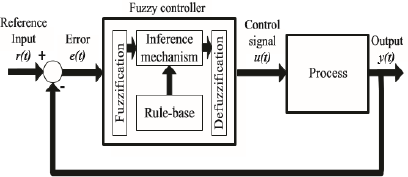 Fuzzy controller
Reference
Input
r(t)
+
-
Error
e(t)
Fuzzification
Inference
mechanism
Rule-base
Defuzzification
Control
signal
u(t)
Process
Output
y(t)